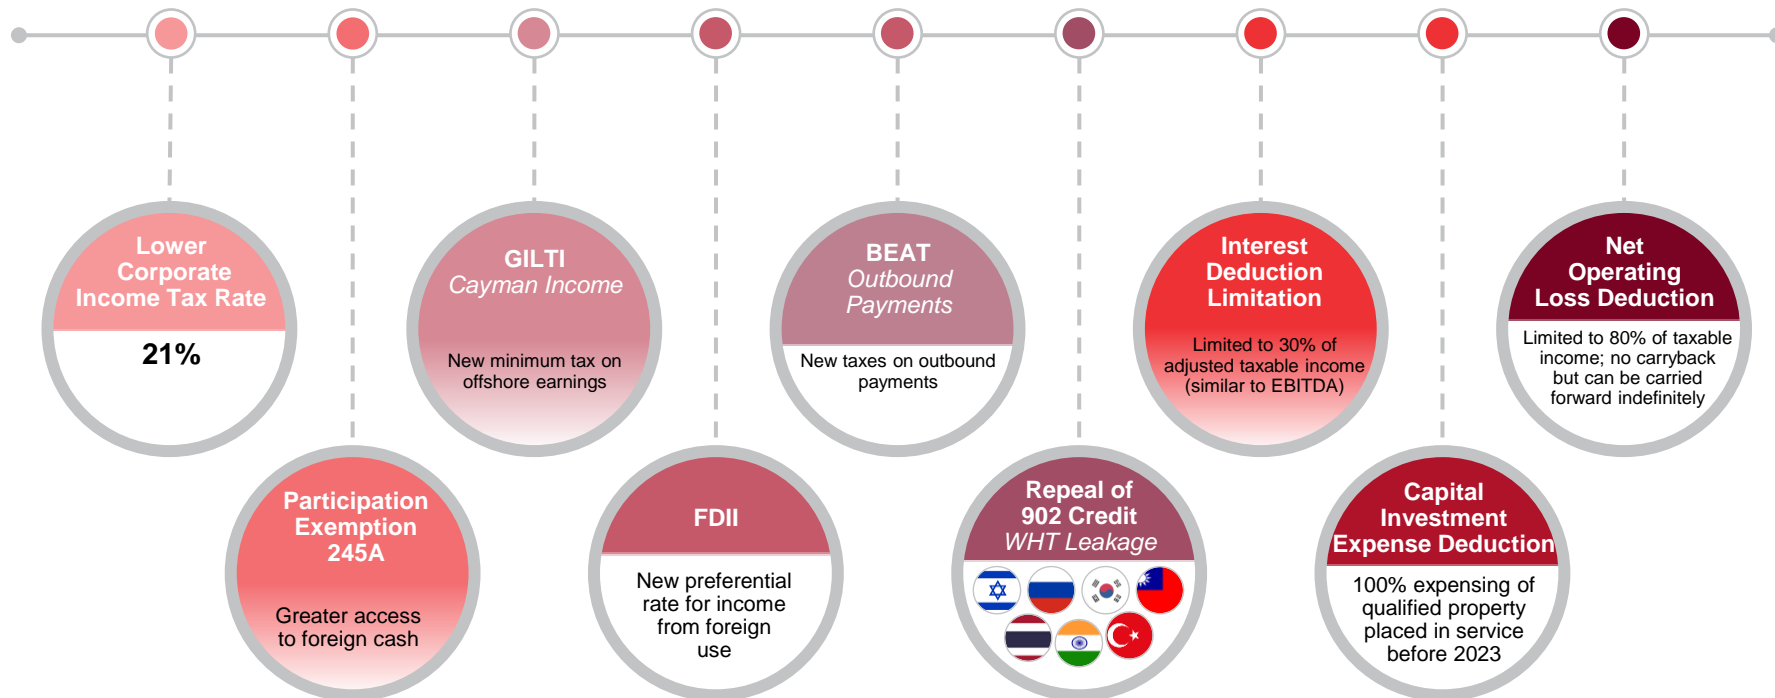 Lower
Corporate
Income Tax Rate
21%
Participation
Exemption
245A
Greater access
to foreign cash
GILTI
Cayman Income
New minimum tax on
offshore earnings
FDII
New preferential
rate for income
from foreign
use
BEAT
Outbound
Payments
New taxes on outbound
payments
Repeal of
902 Credit
WHT Leakage
Interest
Deduction
Limitation
Limited to 30% of
adjusted taxable income
(similar to EBITDA)
Capital
Investment
Expense Deduction
100% expensing of
qualified property
placed in service
before 2023
Net
Operating
Loss Deduction
Limited to 80% of taxable
income; no carryback
but can be carried
forward indefinitely